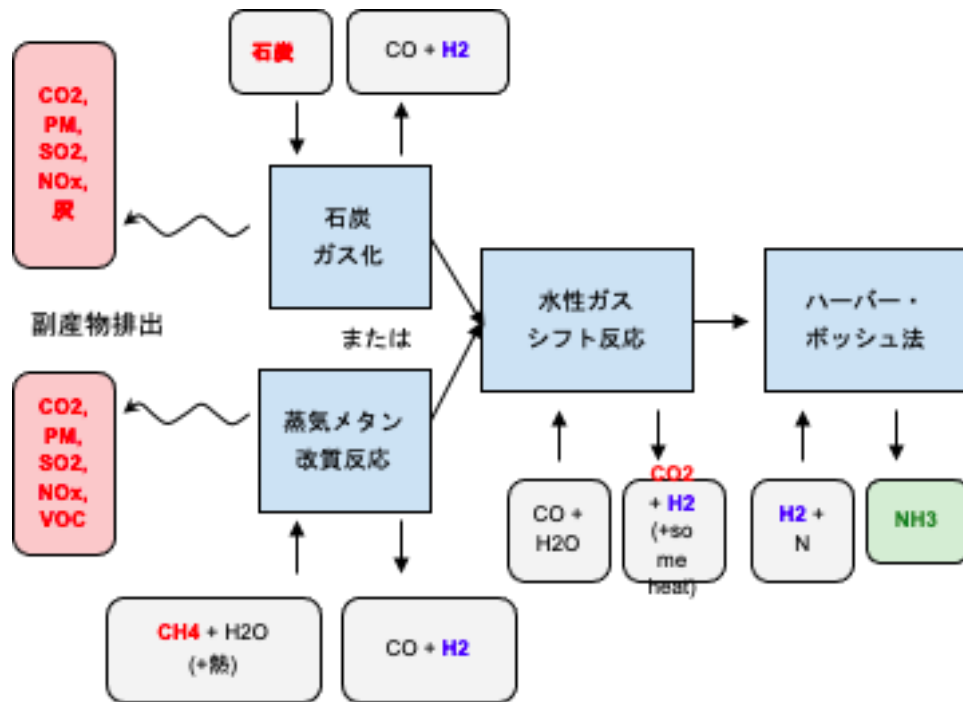 石炭
CO + H2
CO2,
PM,
SO2,
NOx,
灰
石炭
ガス化
副産物排出
または
水性ガス
シフト反応
ハーバー・
ボッシュ法
CO2,
PM,
SO2,
NOx,
VOC
蒸気メタン
改質反応
CO +
H2O
CO2
+ H2
(+so
me
heat)
H2 +
N
NH3
CH4 + H2O
(+熱)
CO + H2